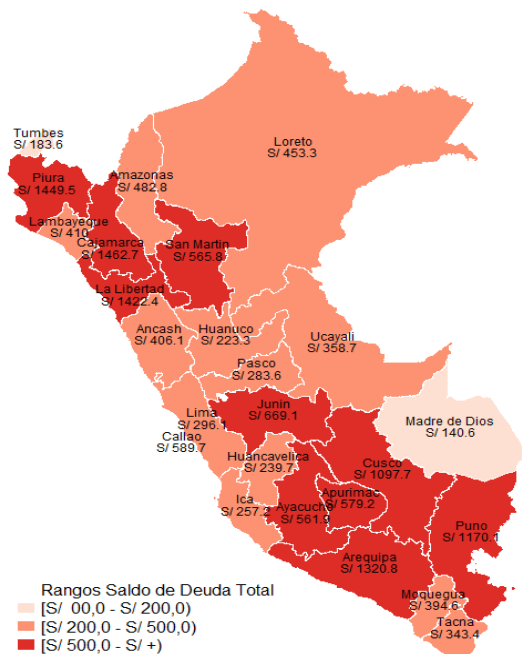 Tumbes
S/ 183.6
Loreto
S/ 453.3
Piura
S/ 1449.5
Amazonas
S/ 482.8
Lambayeque
S/ 410
Cajamarca
S/ 1462.7
San Martin
S/ 565.8
La Libertad
S/ 1422.4
Ancash
S/ 406.1
Huanuco
S/ 223.3
Ucayali
S/ 358.7
Pasco
S/ 283.6
Lima
S/ 296.1
Callao
S/ 589.7
Junin
S/ 669.1
Madre de Dios
S/ 140.6
Huancavelica
S/ 239.7
Cusco
S/ 1097.7
Ica
S/ 257.2
Ayacucho
S/ 561.9
Apurimac
S/ 579.2
Puno
S/ 1170.1
Arequipa
S/ 1320.8
Moquegua
S/ 394.6
Tacna
S/ 343.4
Rangos Saldo de Deuda Total
[S/ 00,0 - S/ 200,0)
[S/ 200,0 - S/ 500,0)
[S/ 500,0 - S/ +)